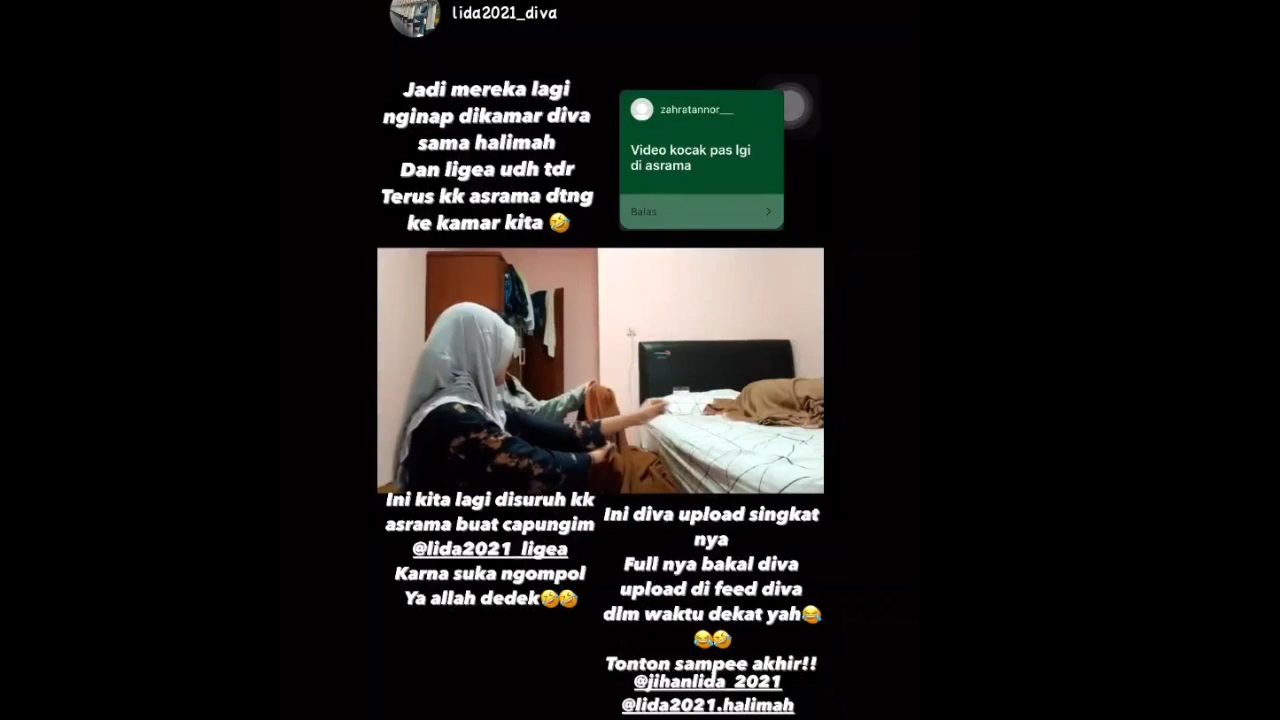 lida2021_diva
Jadi mereka lagi
nginap dikamar diva
sama halimah
Dan ligea udh tdr
Terus kk asrama dtng
ke kamar kita 🤣
zahratannor___
Video kocak pas lgi
di asrama
Balas
Ini kita lagi disuruh kk
asrama buat capungim
@lida2021_ligea
Karna suka ngompol
Ya allah dedek🤣🤣
Ini diva upload singkat
nya
Full nya bakal diva
upload di feed diva
dlm waktu dekat yah😂
😂🤣
Tonton sampee akhir!!
@jihanlida_2021
@lida2021.halimah